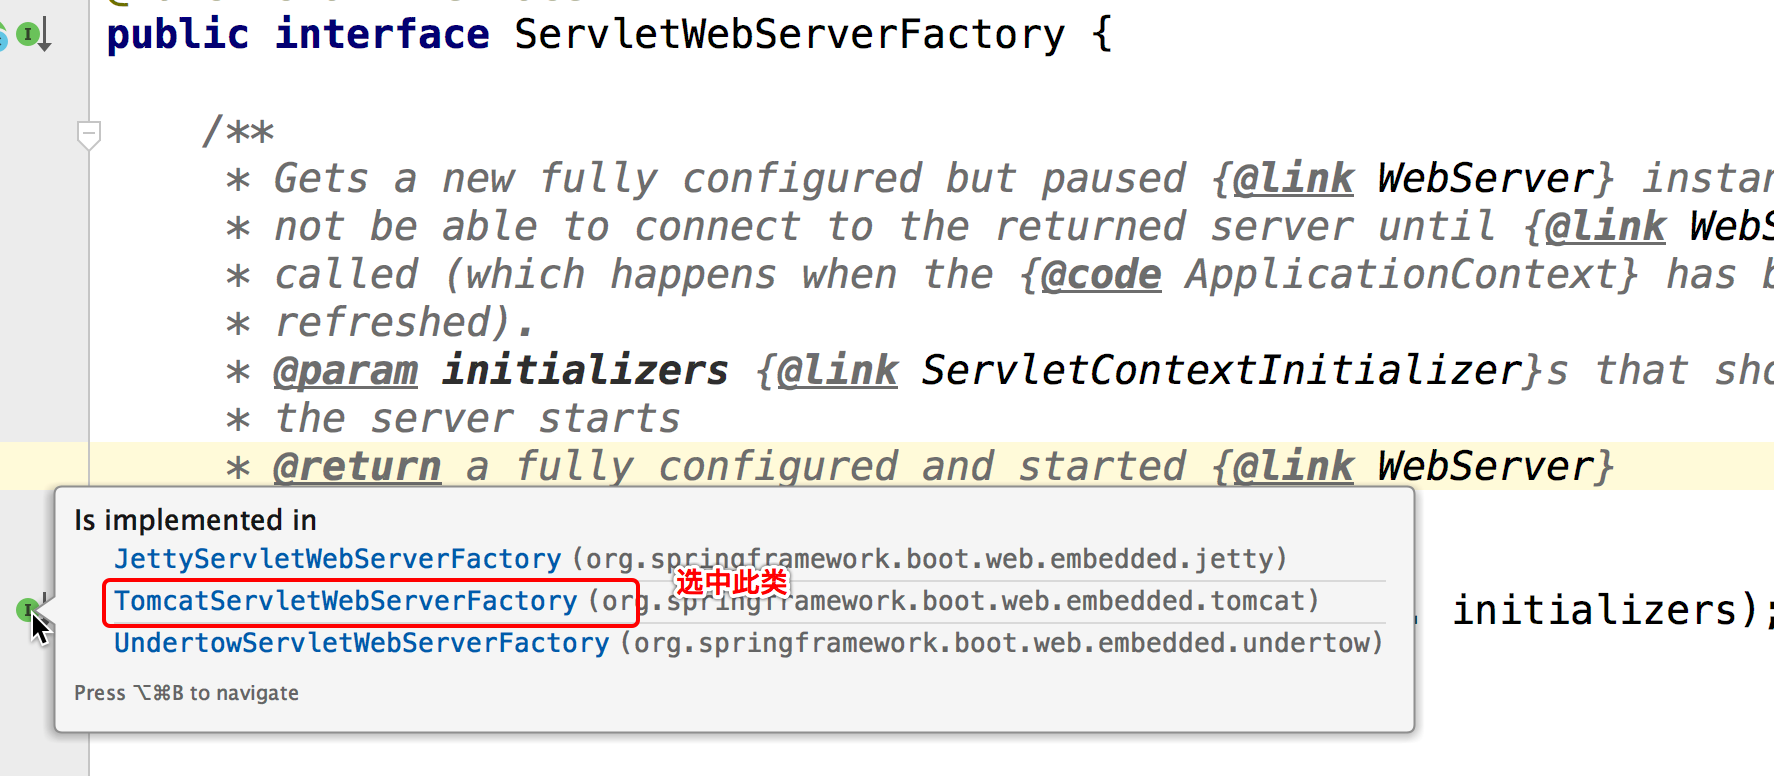 public interface ServletWebServerFactory {
/**
* Gets a new fully configured but paused {@link WebServer} instan
* not be able to connect to the returned server until {@link WebS
* called (which happens when the {@code ApplicationContext} has b
* refreshed).
* @param initializers {@link ServletContextInitializer}s that sho
* the server starts
* @return a fully configured and started {@link WebServer}
Is implemented in
JettyServletWebServerFactory (org.springframework.boot.web.embedded.jetty)
选中此类
TomcatServletWebServerFactory (org.springframework.boot.web.embedded.tomcat)
initializers);
UndertowServletWebServerFactory (org.springframework.boot.web.embedded.undertow)
Press ⌥⌘B to navigate